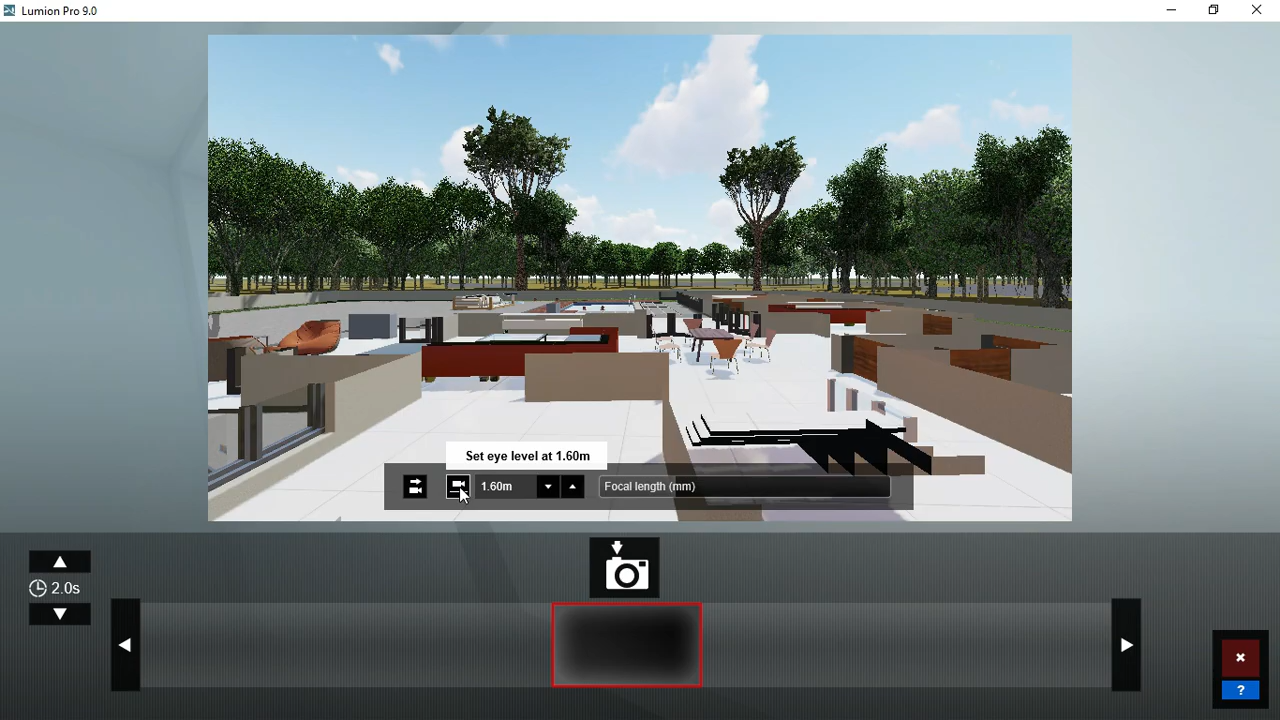 Lumion Pro 9.0
Set eye level at 1.60m
1.60m
Focal length (mm)
2.0s
?